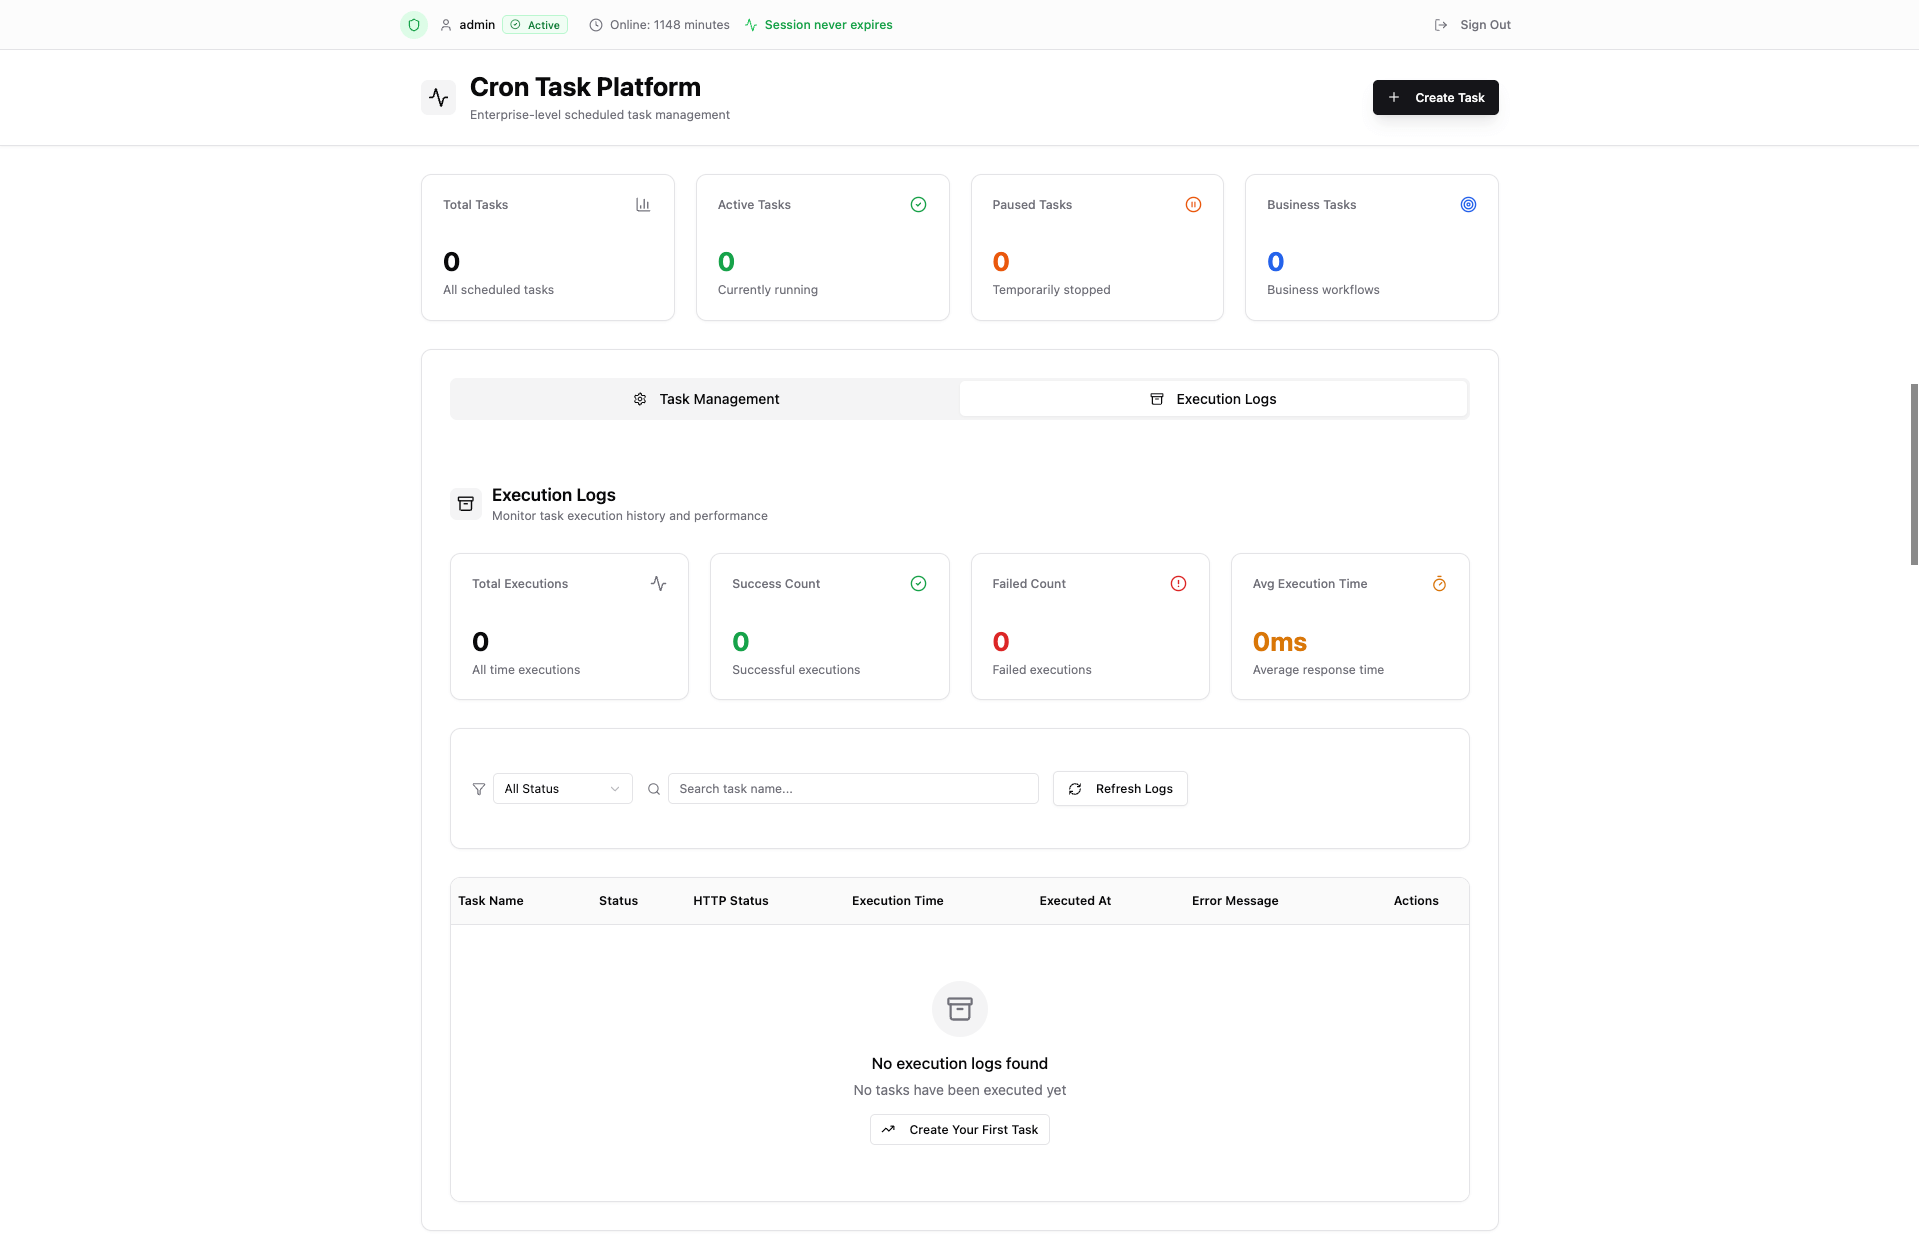 admin
Active
Online: 1148 minutes
Session never expires
Sign Out
Cron Task Platform
Enterprise-level scheduled task management
Create Task
Total Tasks
0
All scheduled tasks
Active Tasks
0
Currently running
Paused Tasks
0
Temporarily stopped
Business Tasks
0
Business workflows
Task Management
Execution Logs
Execution Logs
Monitor task execution history and performance
Total Executions
0
All time executions
Success Count
0
Successful executions
Failed Count
0
Failed executions
Avg Execution Time
0ms
Average response time
All Status
Search task name...
Refresh Logs
Task Name Status HTTP Status Execution Time Executed At Error Message Actions
No execution logs found
No tasks have been executed yet
Create Your First Task